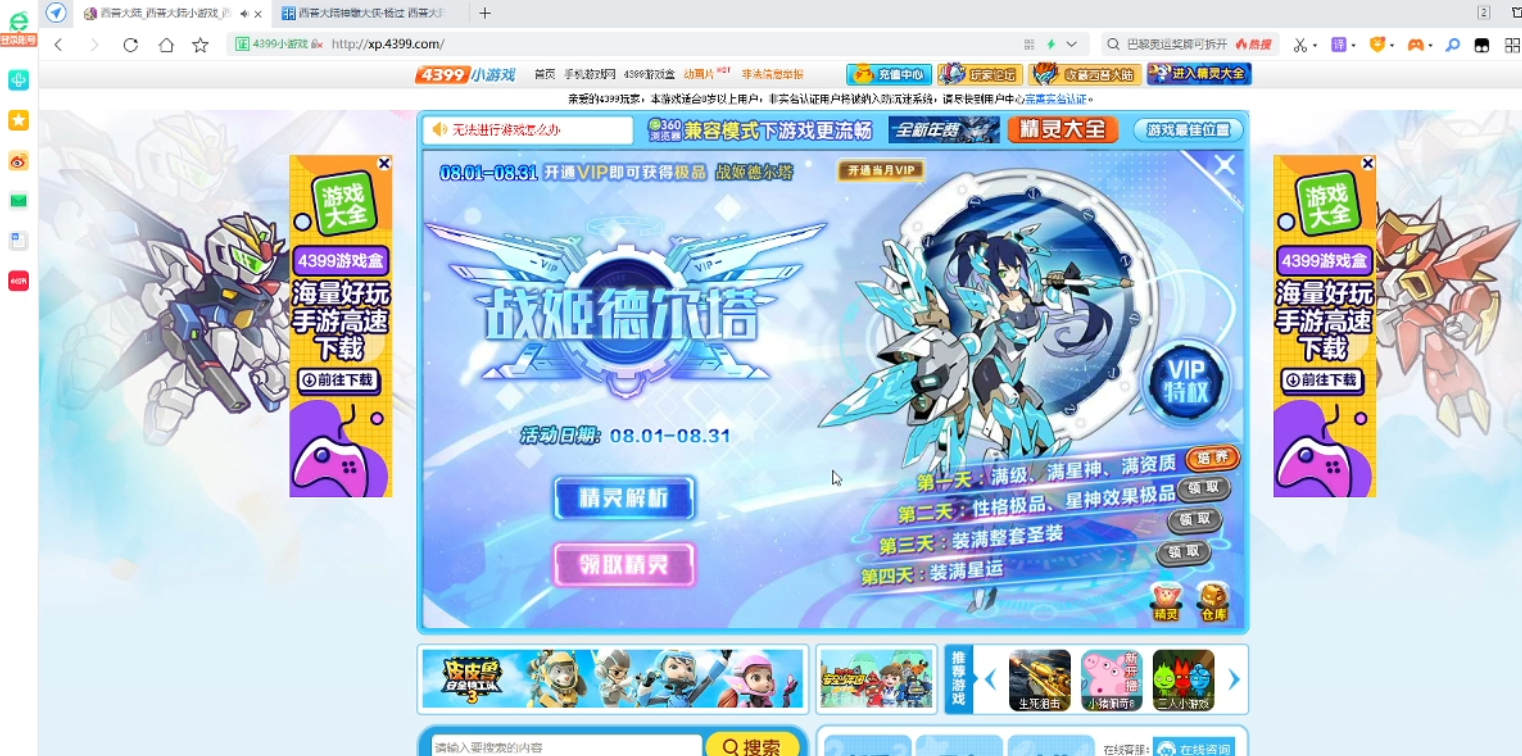 西普大陆_西普大陆小游戏_西
西普大陆神雕大侠·杨过 西普大陆
2
登录账号
证 4399小游戏 http://xp.4399.com/
巴黎奥运奖牌可拆开 热搜
译
4399小游戏 首页 手机游戏网 4399游戏盒 动画片 HOT 非法信息举报
充值中心 玩家论坛 收藏西普大陆 进入精灵大全
亲爱的4399玩家，本游戏适合8岁以上用户，非实名认证用户将被纳入防沉迷系统，请尽快到用户中心完善实名认证。
无法进行游戏怎么办
360浏览器兼容模式下游戏更流畅
全新年费
精灵大全
游戏最佳位置
08.01-08.31 开通VIP即可获得极品 战姬德尔塔
开通当月VIP
VIP
VIP
战姬德尔塔
活动日期: 08.01-08.31
精灵解析
领取精灵
VIP
特权
第一天：满级、满星神、满资质 培养
第二天：性格极品、星神效果极品 领取
第三天：装满整套圣装 领取
第四天：装满星运 领取
精灵 仓库
游戏
大全
4399游戏盒
海量好玩
手游高速
下载
前往下载
游戏
大全
4399游戏盒
海量好玩
手游高速
下载
前往下载
皮皮鲁
安全特工队
3
推荐游戏
生死狙击
新开播
小猪佩奇8
三人小游戏
请输入要搜索的内容
搜索
在线客服:
在线咨询